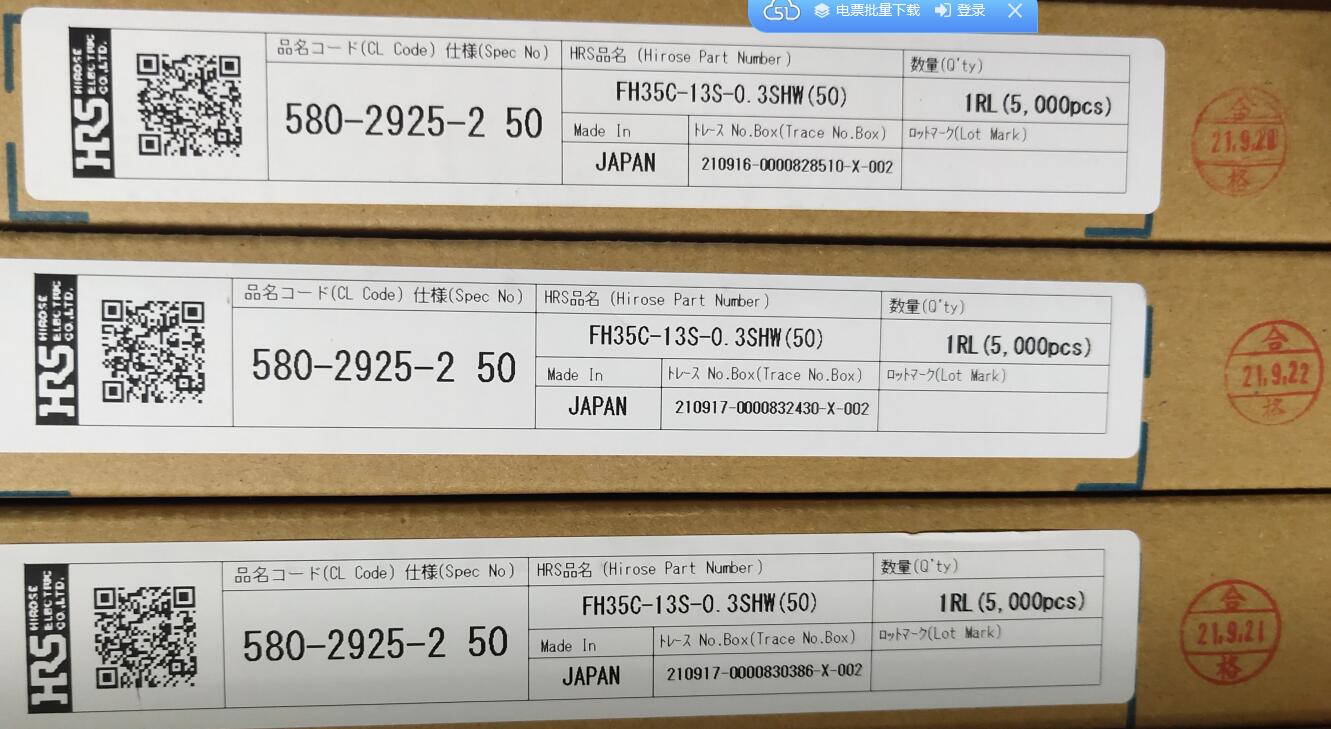 电票批量下载 登录
HRS HIROSE ELECTRIC CO.,LTD.
品名コード(CL Code) 仕様(Spec No)
580-2925-2 50
HRS品名 (Hirose Part Number)
FH35C-13S-0.3SHW(50)
数量(Q'ty)
1RL(5,000pcs)
Made In
JAPAN
トレース No.Box(Trace No.Box)
210916-0000828510-X-002
ロットマーク(Lot Mark)
合
21.9.20
格
HRS HIROSE ELECTRIC CO.,LTD.
品名コード(CL Code) 仕様(Spec No)
580-2925-2 50
HRS品名 (Hirose Part Number)
FH35C-13S-0.3SHW(50)
数量(Q'ty)
1RL(5,000pcs)
Made In
JAPAN
トレース No.Box(Trace No.Box)
210917-0000832430-X-002
ロットマーク(Lot Mark)
合
21.9.22
格
HRS HIROSE ELECTRIC CO.,LTD.
品名コード(CL Code) 仕様(Spec No)
580-2925-2 50
HRS品名 (Hirose Part Number)
FH35C-13S-0.3SHW(50)
数量(Q'ty)
1RL(5,000pcs)
Made In
JAPAN
トレース No.Box(Trace No.Box)
210917-0000830386-X-002
ロットマーク(Lot Mark)
合
21.9.21
格